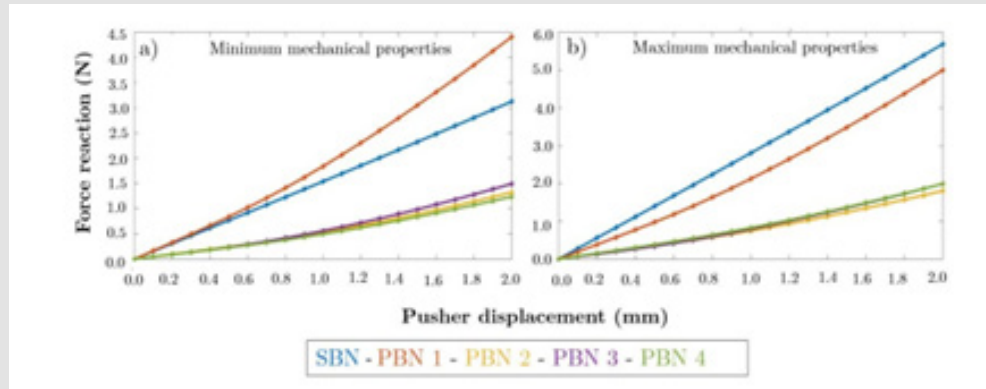 a) Minimum mechanical properties
b) Maximum mechanical properties
Force reaction (N)
4.5
4.0
3.5
3.0
2.5
2.0
1.5
1.0
0.5
0.0
0.0 0.2 0.4 0.6 0.8 1.0 1.2 1.4 1.6 1.8 2.0
6.0
5.0
4.0
3.0
2.0
1.0
0.0
0.0 0.2 0.4 0.6 0.8 1.0 1.2 1.4 1.6 1.8 2.0
Pusher displacement (mm)
SBN - PBN 1 - PBN 2 - PBN 3 - PBN 4